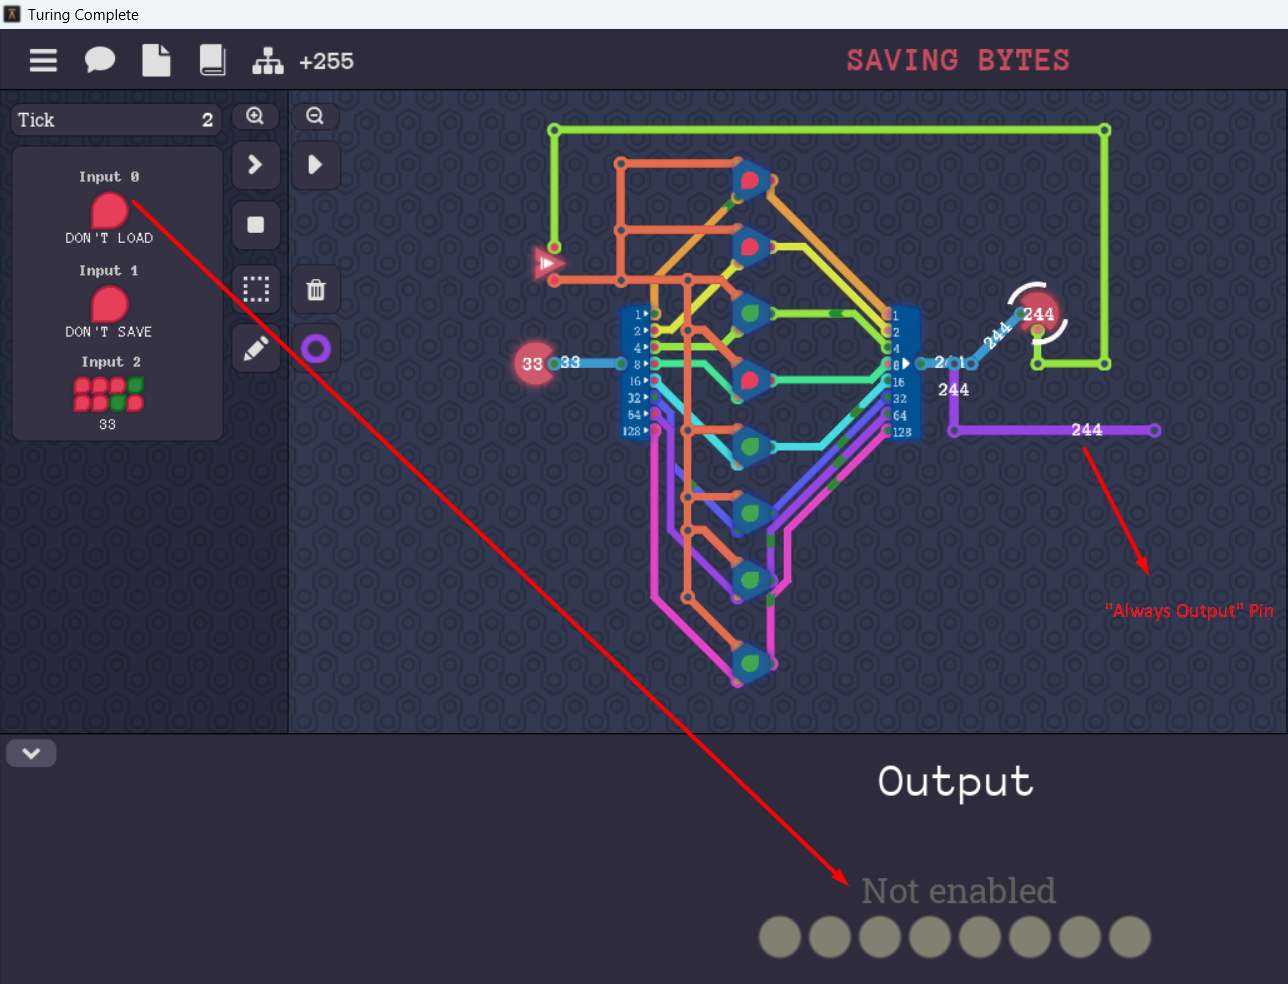 Turing Complete
+255
SAVING BYTES
Tick 2
Input 0
DON'T LOAD
Input 1
DON'T SAVE
Input 2
33
33
33
1
2
4
8
16
32
64
128
1
2
4
8
16
32
64
128
244
244
244
244
244
"Always Output" Pin
Output
Not enabled